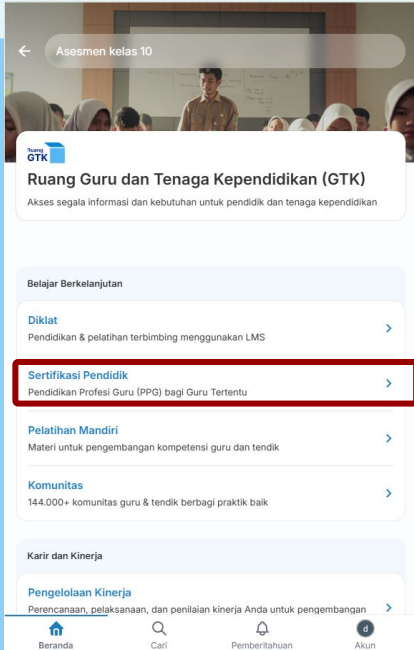 Asesmen kelas 10
Ruang
GTK
Ruang Guru dan Tenaga Kependidikan (GTK)
Akses segala informasi dan kebutuhan untuk pendidik dan tenaga kependidikan
Belajar Berkelanjutan
Diklat
Pendidikan & pelatihan terbimbing menggunakan LMS
Sertifikasi Pendidik
Pendidikan Profesi Guru (PPG) bagi Guru Tertentu
Pelatihan Mandiri
Materi untuk pengembangan kompetensi guru dan tendik
Komunitas
144.000+ komunitas guru & tendik berbagi praktik baik
Karir dan Kinerja
Pengelolaan Kinerja
Perencanaan, pelaksanaan, dan penilaian kinerja Anda untuk pengembangan
d
Beranda Cari Pemberitahuan Akun